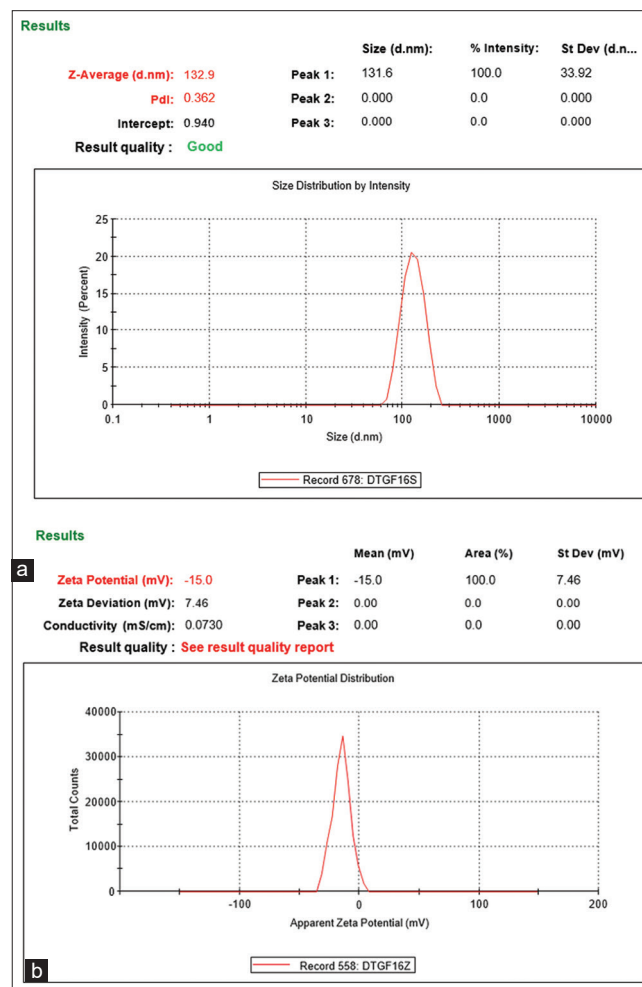 Results
Size (d.nm): % Intensity: St Dev (d.n...
Z-Average (d.nm): 132.9 Peak 1: 131.6 100.0 33.92
PdI: 0.362 Peak 2: 0.000 0.0 0.000
Intercept: 0.940 Peak 3: 0.000 0.0 0.000
Result quality : Good
Size Distribution by Intensity
Intensity (Percent)
25
20
15
10
5
0
0.1 1 10 100 1000 10000
Size (d.nm)
Record 678: DTGF16S
Results
a
Mean (mV) Area (%) St Dev (mV)
Zeta Potential (mV): -15.0 Peak 1: -15.0 100.0 7.46
Zeta Deviation (mV): 7.46 Peak 2: 0.00 0.0 0.00
Conductivity (mS/cm): 0.0730 Peak 3: 0.00 0.0 0.00
Result quality : See result quality report
Zeta Potential Distribution
Total Counts
40000
30000
20000
10000
0
-100 0 100 200
Apparent Zeta Potential (mV)
Record 558: DTGF16Z
b